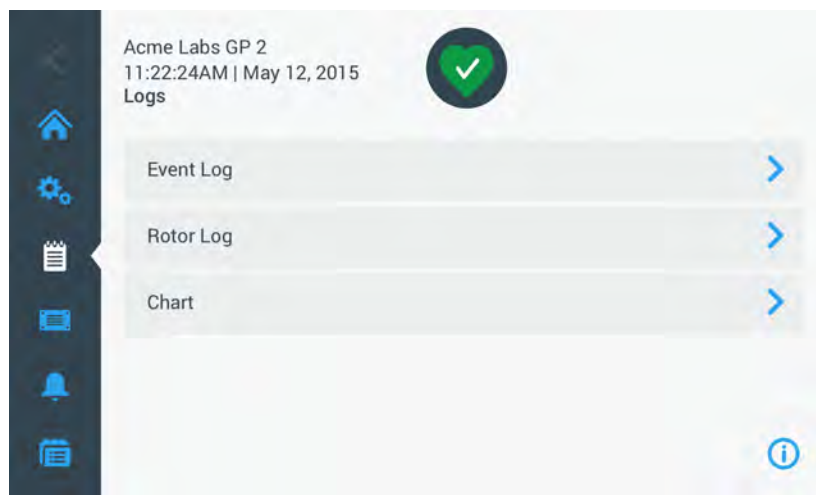 Acme Labs GP 2
11:22:24AM | May 12, 2015
Logs
Event Log
Rotor Log
Chart